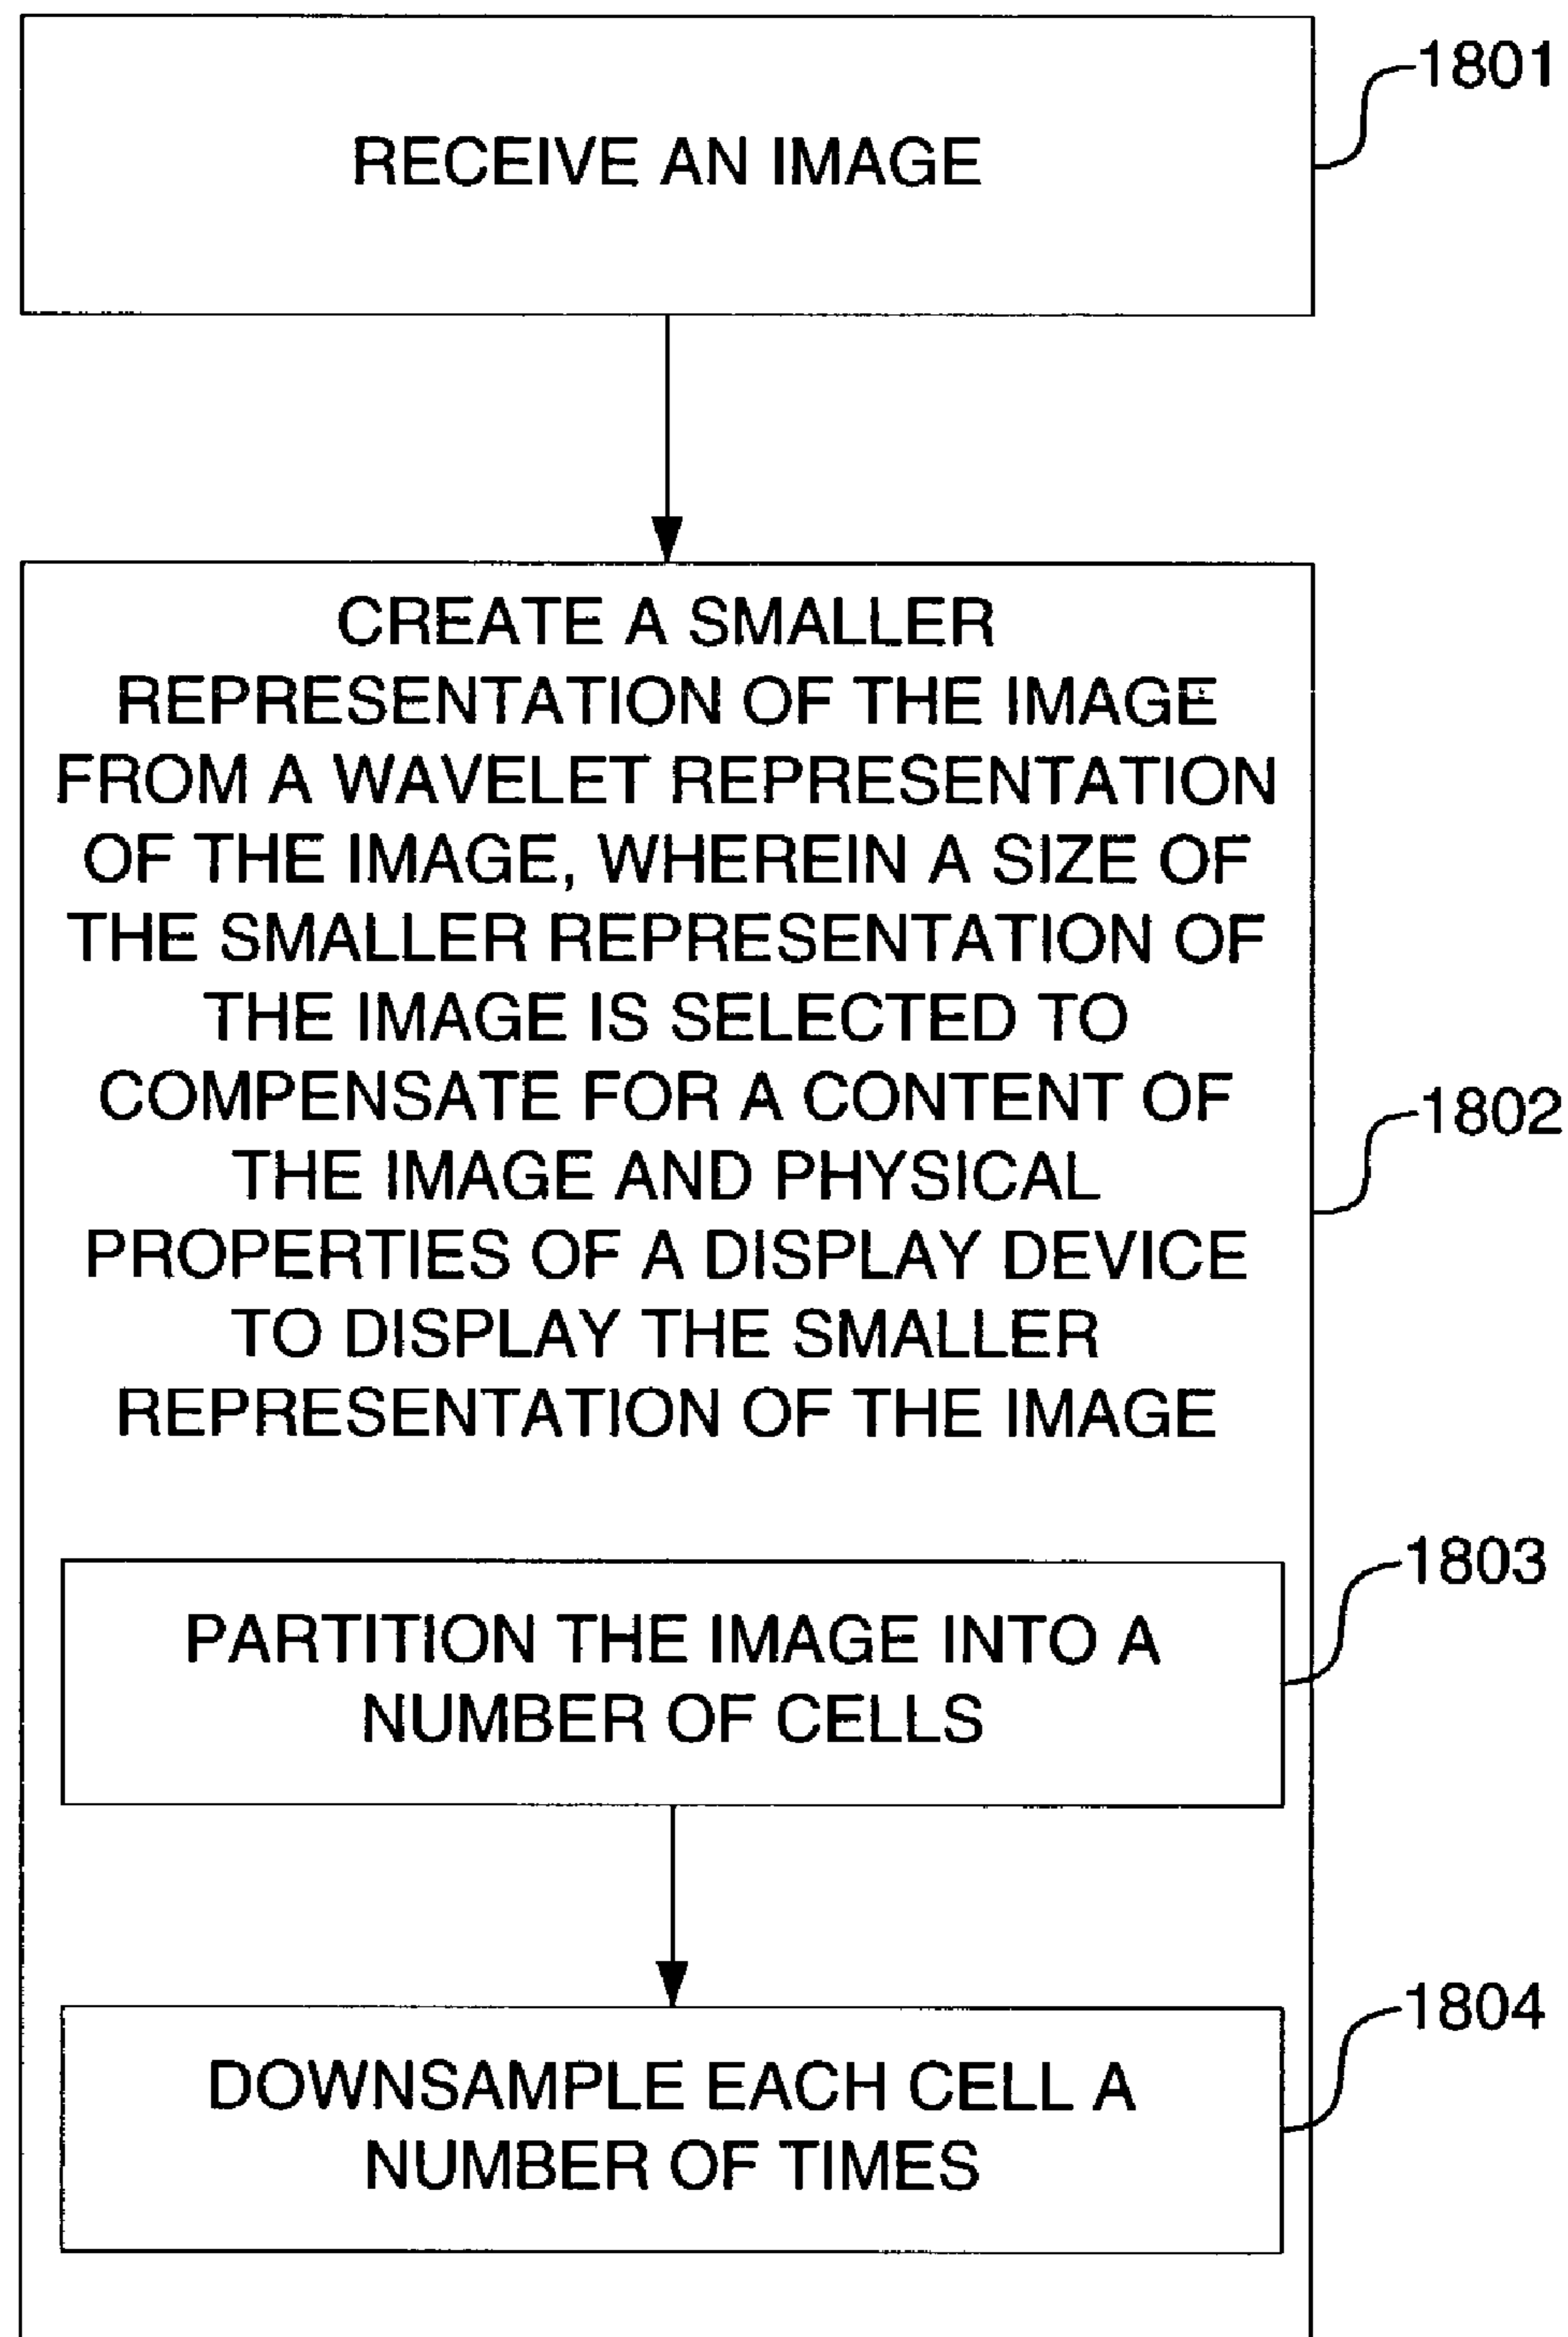 RECEIVE AN IMAGE
1801
CREATE A SMALLER
REPRESENTATION OF THE IMAGE
FROM A WAVELET REPRESENTATION
OF THE IMAGE, WHEREIN A SIZE OF
THE SMALLER REPRESENTATION OF
THE IMAGE IS SELECTED TO
COMPENSATE FOR A CONTENT OF
THE IMAGE AND PHYSICAL
PROPERTIES OF A DISPLAY DEVICE
TO DISPLAY THE SMALLER
REPRESENTATION OF THE IMAGE
1802
PARTITION THE IMAGE INTO A
NUMBER OF CELLS
1803
DOWNSAMPLE EACH CELL A
NUMBER OF TIMES
1804